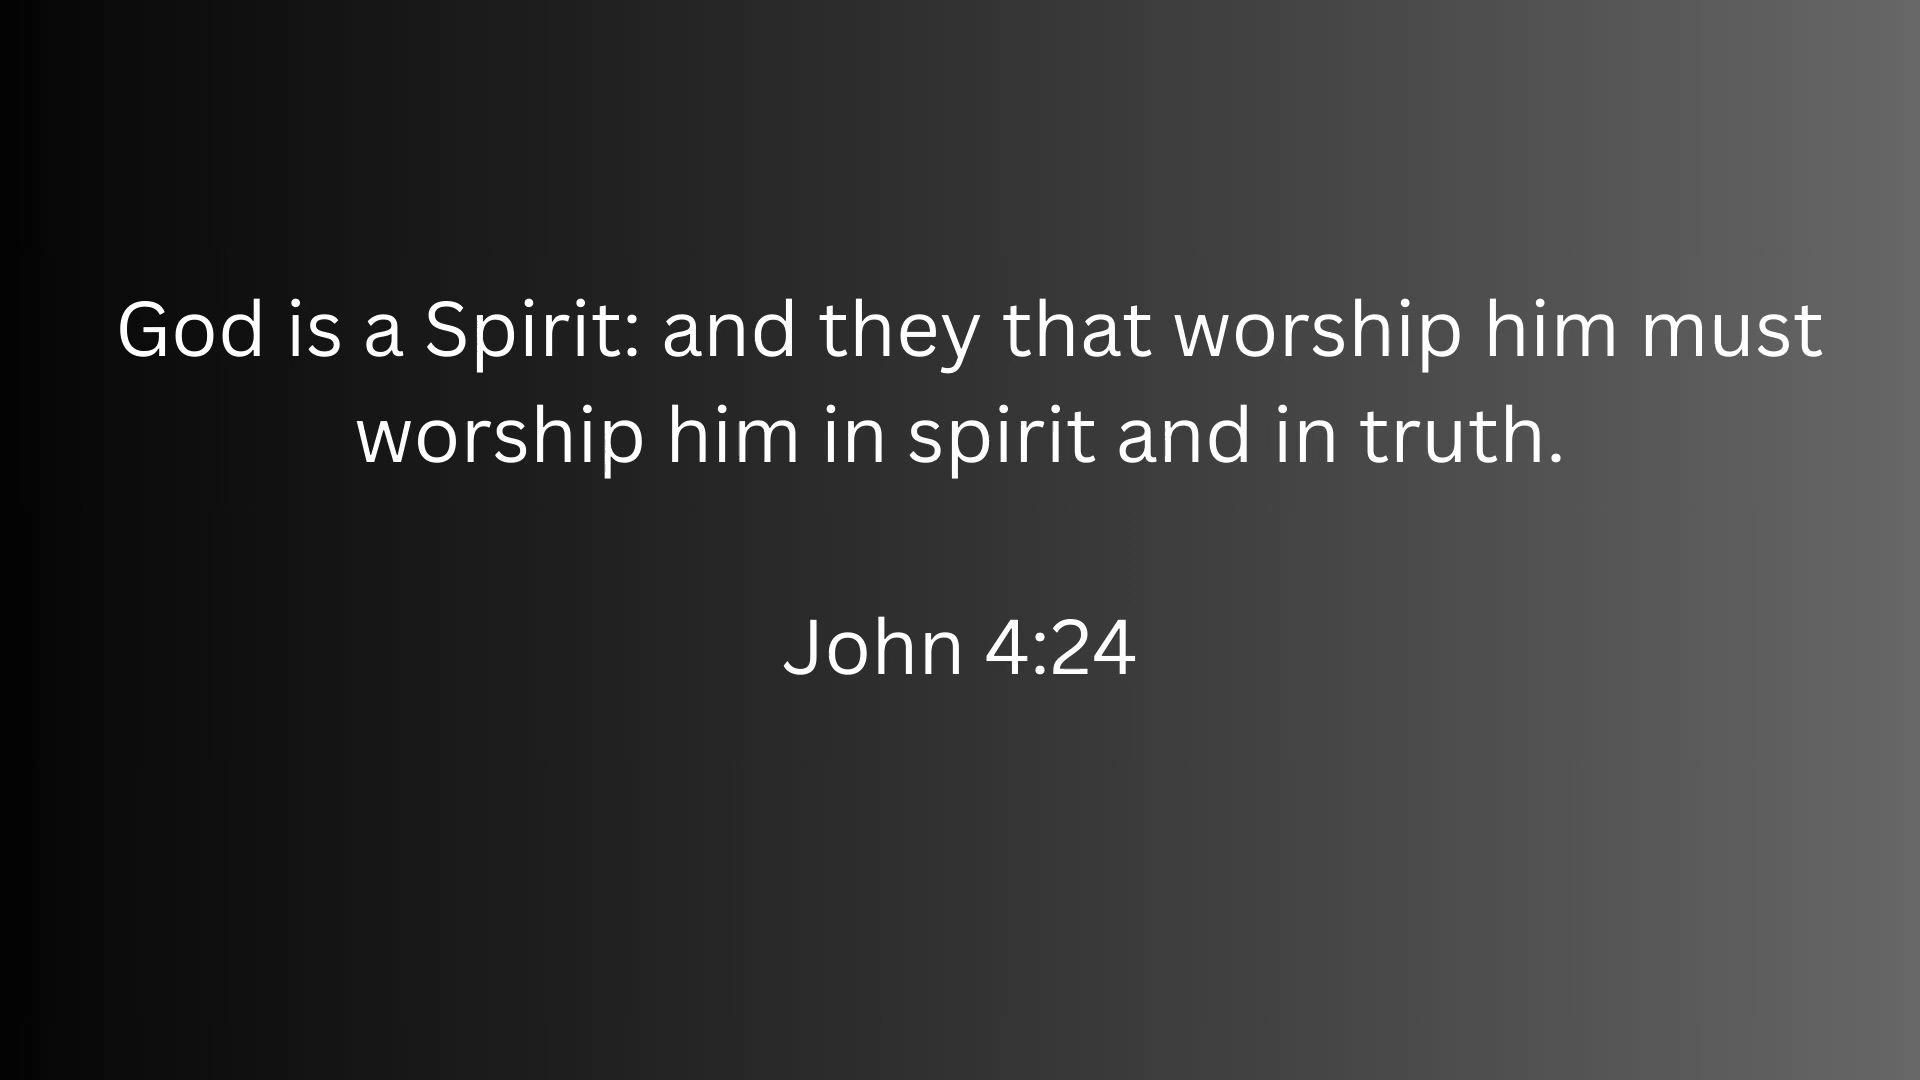 God is a Spirit: and they that worship him must
worship him in spirit and in truth.
John 4:24